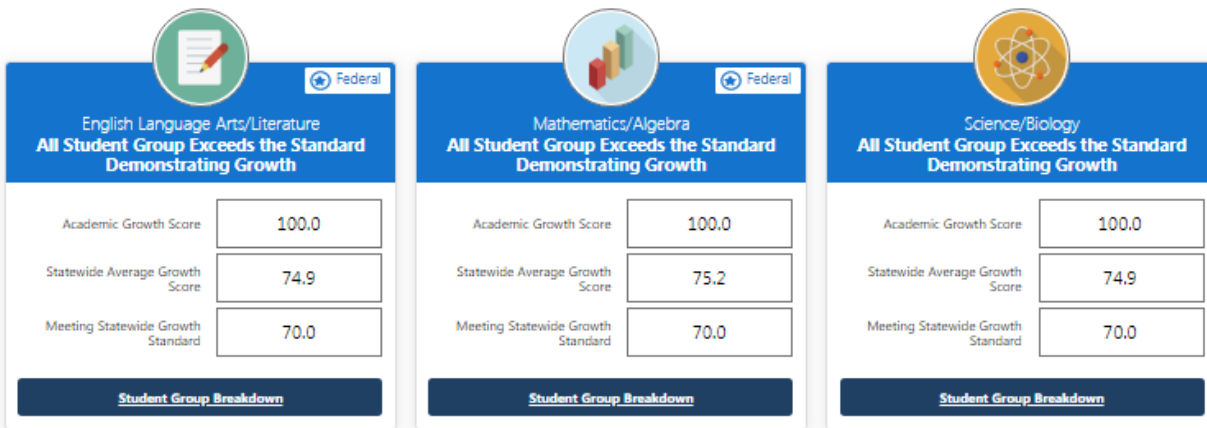 Federal
English Language Arts/Literature
All Student Group Exceeds the Standard
Demonstrating Growth
Academic Growth Score
100.0
Statewide Average Growth
Score
74.9
Meeting Statewide Growth
Standard
70.0
Student Group Breakdown
Federal
Mathematics/Algebra
All Student Group Exceeds the Standard
Demonstrating Growth
Academic Growth Score
100.0
Statewide Average Growth
Score
75.2
Meeting Statewide Growth
Standard
70.0
Student Group Breakdown
Science/Biology
All Student Group Exceeds the Standard
Demonstrating Growth
Academic Growth Score
100.0
Statewide Average Growth
Score
74.9
Meeting Statewide Growth
Standard
70.0
Student Group Breakdown